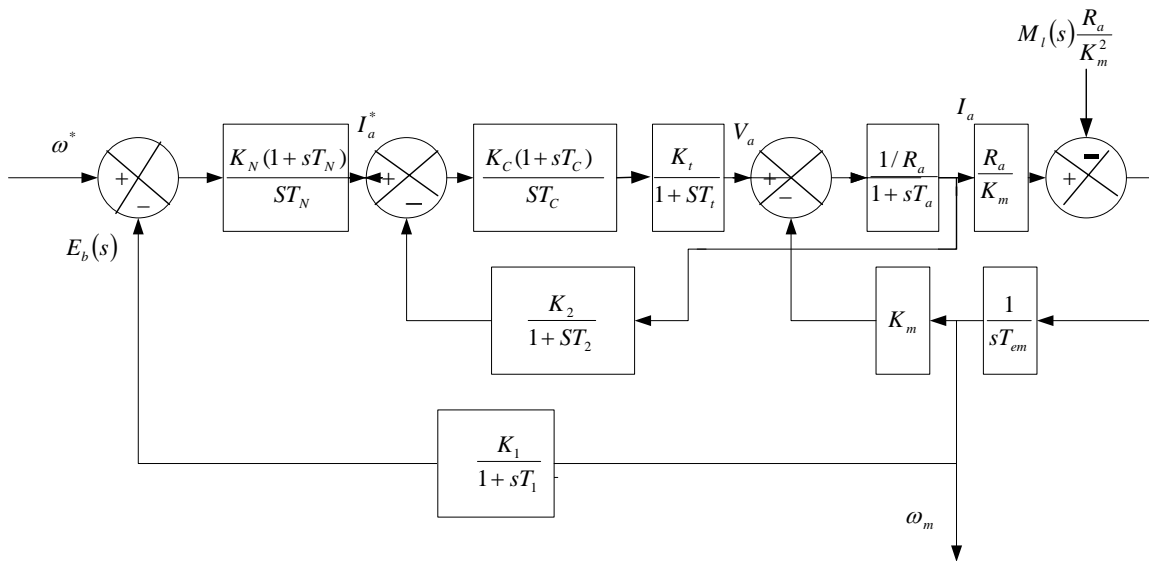 M_l(s) R_a/K_m^2
ω*
+
−
E_b(s)
K_N(1+sT_N)/ST_N
I_a^*
+
−
K_C(1+sT_C)/ST_C
K_t/1+ST_t
V_a
+
−
1/R_a/1+sT_a
I_a
R_a/K_m
+
-
K_2/1+ST_2
K_m
1/sT_em
K_1/1+sT_1
ω_m